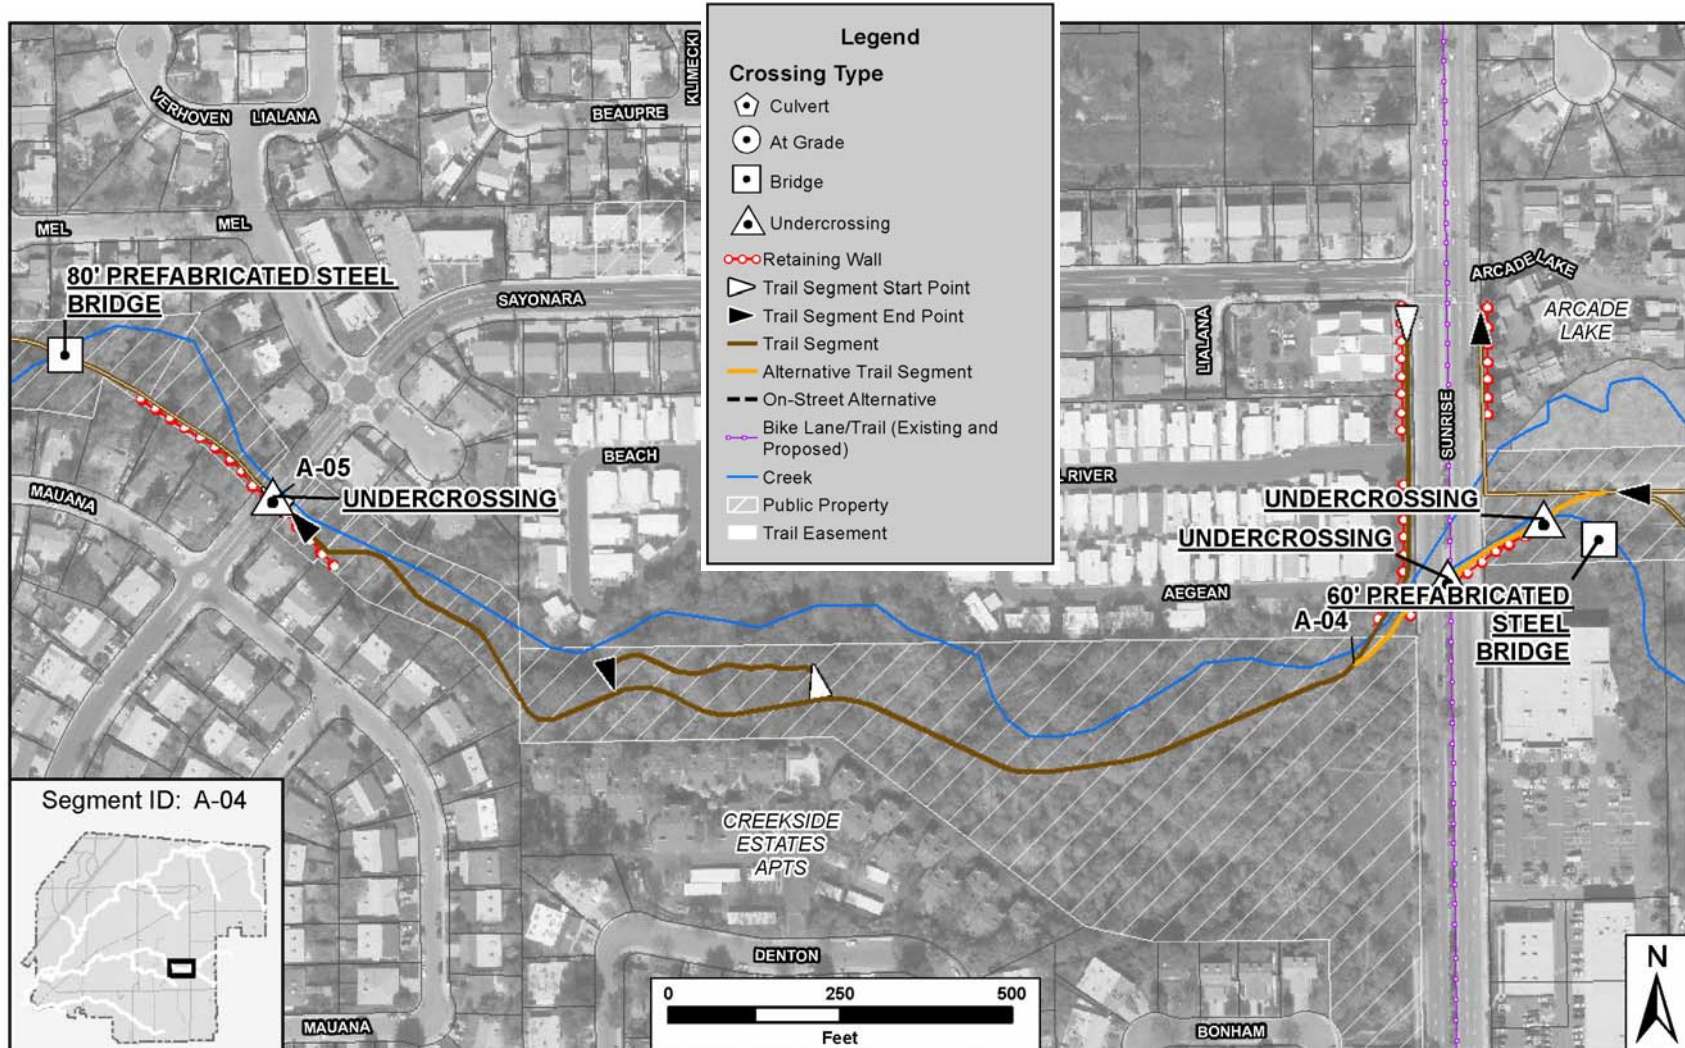 Legend
Crossing Type
Culvert
At Grade
Bridge
Undercrossing
Retaining Wall
Trail Segment Start Point
Trail Segment End Point
Trail Segment
Alternative Trail Segment
On-Street Alternative
Bike Lane/Trail (Existing and
Proposed)
Creek
Public Property
Trail Easement
KLIMECKI
VERHOVEN
LIALANA
BEAUPRE
MEL
MEL
80' PREFABRICATED STEEL
BRIDGE
SAYONARA
ARCADE LAKE
ARCADE
LAKE
LIALANA
SUNRISE
BEACH
RIVER
A-05
UNDERCROSSING
MAUANA
UNDERCROSSING
UNDERCROSSING
AEGEAN
60' PREFABRICATED
STEEL
BRIDGE
A-04
CREEKSIDE
ESTATES
APTS
Segment ID: A-04
DENTON
MAUANA
BONHAM
0 250 500
Feet
N